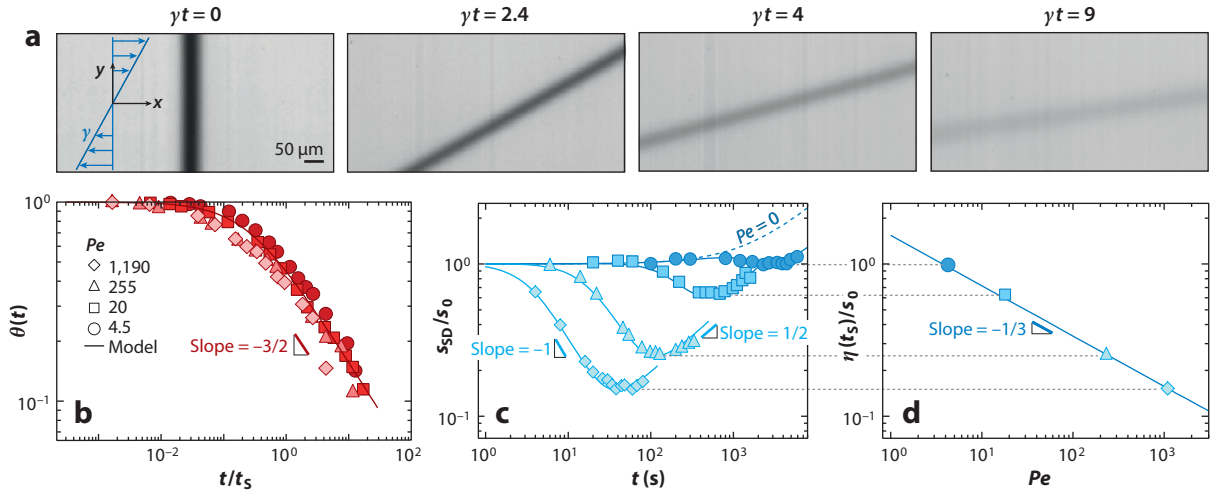 γt = 0
γt = 2.4
γt = 4
γt = 9
a
y
x
γ
50 μm
10⁰
10⁻¹
θ(t)
Pe
1,190
255
20
4.5
Model
Slope = –3/2
b
10⁻²
10⁰
10²
t/tₛ
10⁰
10⁻¹
s_SD/s₀
Pe = 0
Slope = –1
Slope = 1/2
c
10⁰
10¹
10²
10³
t (s)
10⁰
10⁻¹
η(tₛ)/s₀
Slope = –1/3
d
10⁰
10¹
10²
10³
Pe